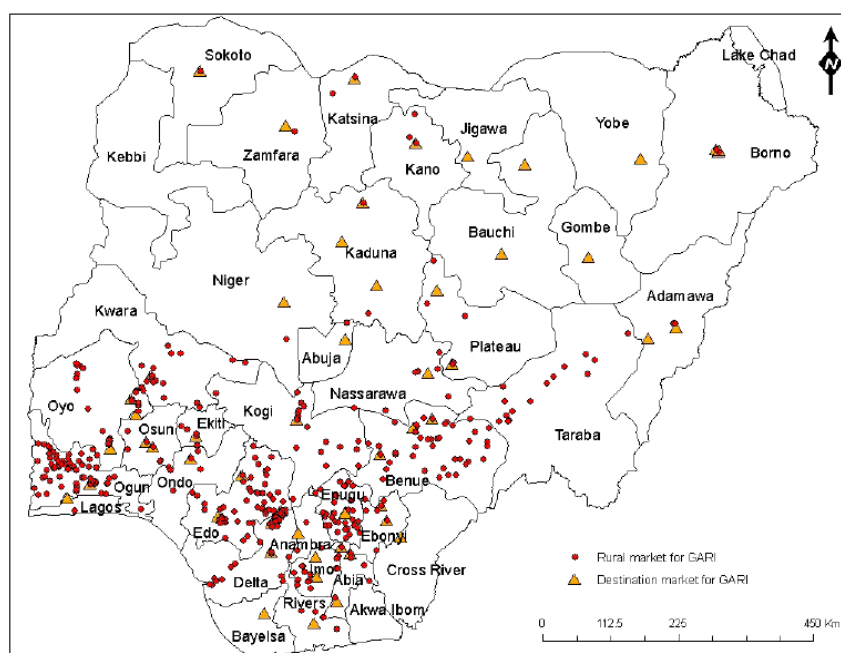 Lake Chad
N
Sokoto
Katsina
Jigawa
Yobe
Kebbi
Zamfara
Kano
Borno
Kaduna
Bauchi
Gombe
Niger
Adamawa
Kwara
Abuja
Plateau
Nassarawa
Oyo
Kogi
Osun
Ekiti
Taraba
Ogun
Ondo
Benue
Lagos
Enugu
Edo
Ebonyi
Anambra
Imo
Cross River
Delta
Abia
Rivers
Akwa Ibom
Bayelsa
Rural market for GARI
Destination market for GARI
0 112.5 225 450 Km